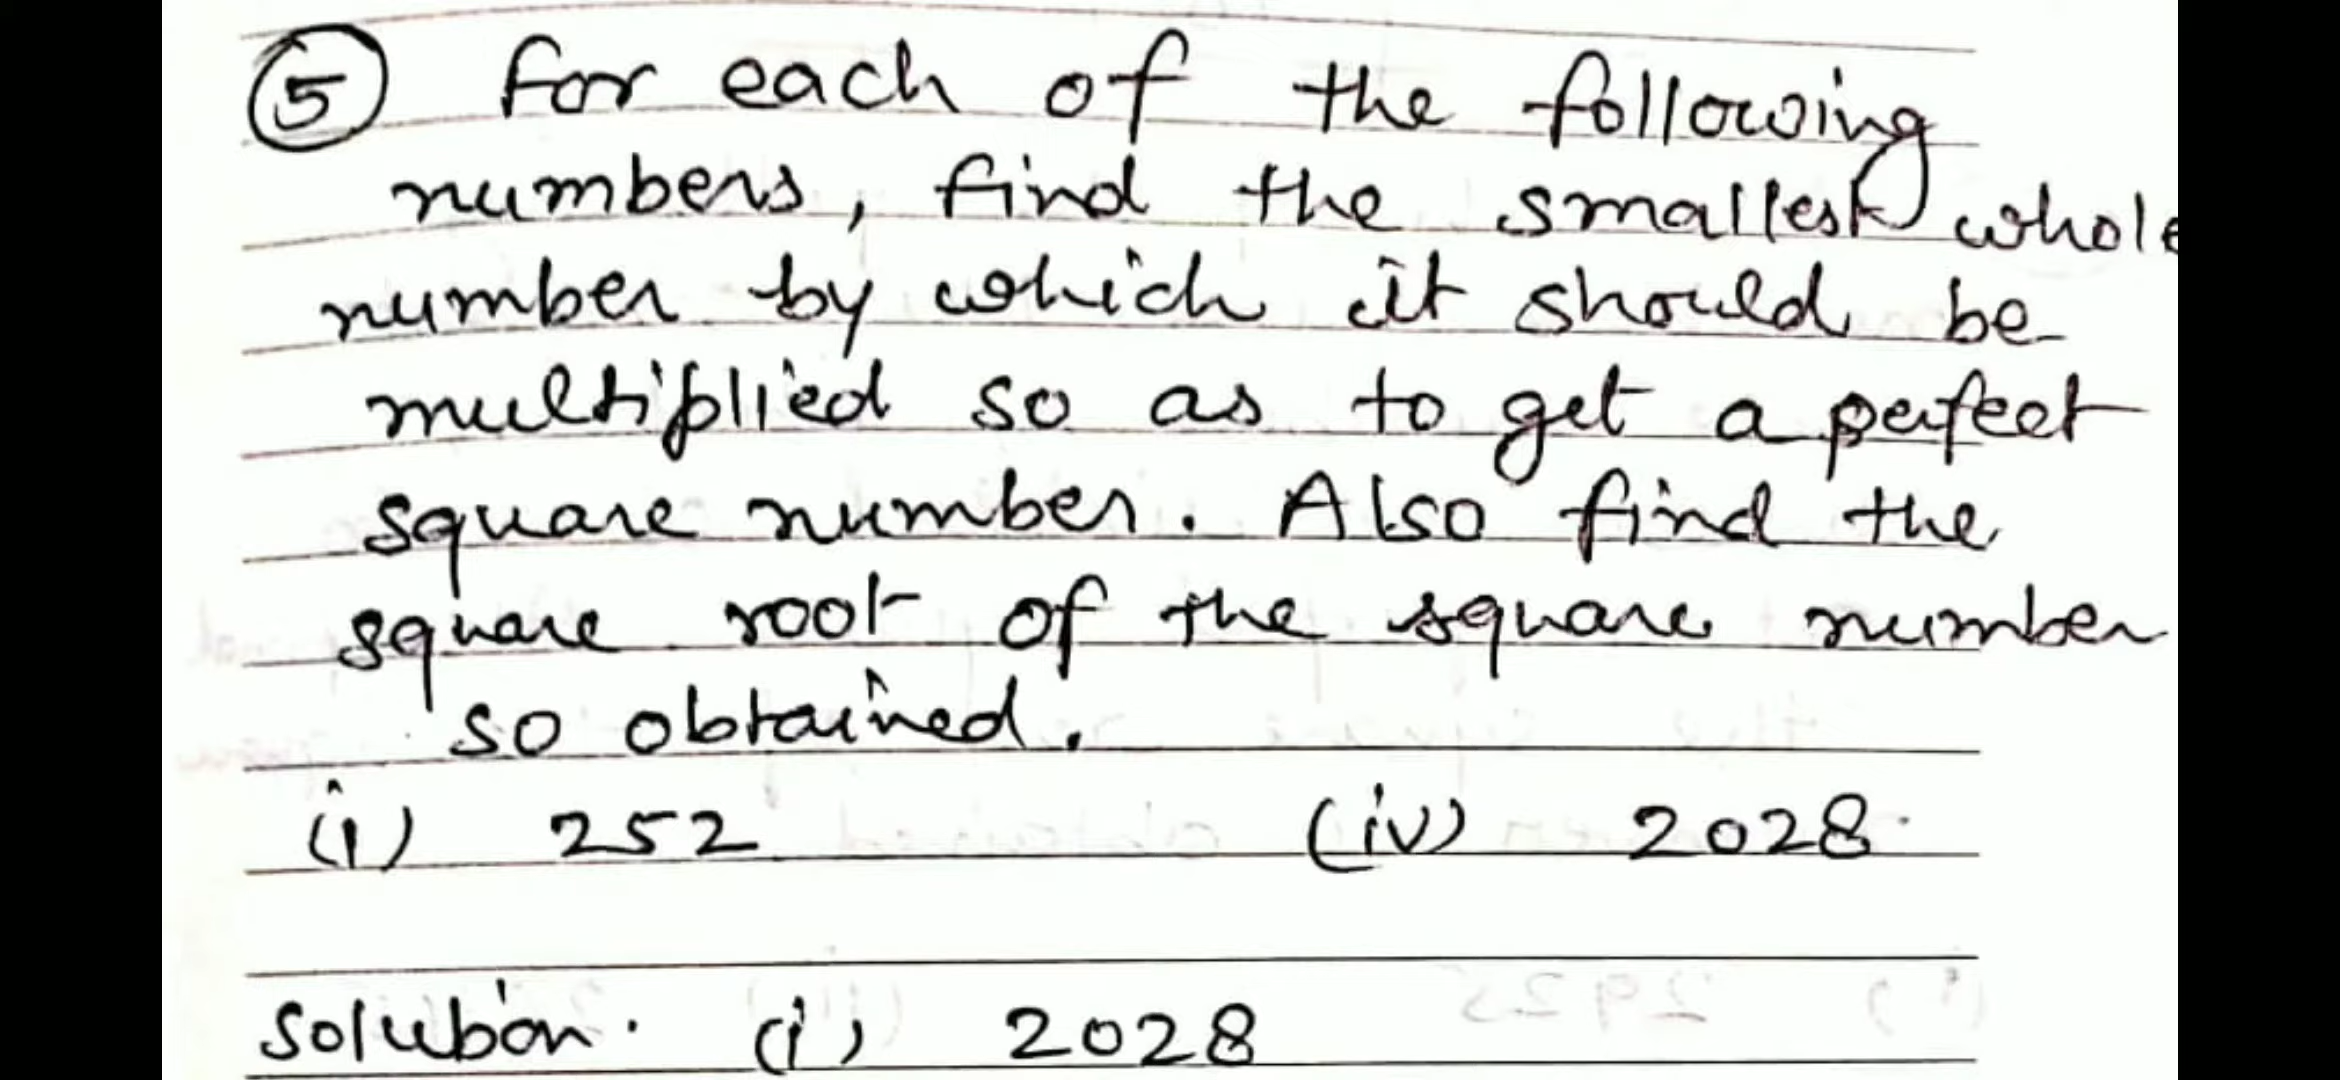 ⑤ For each of the following
numbers, find the smallest whole
number by which it should be
multiplied so as to get a perfect
square number. Also find the
square root of the square number
so obtained.
(i) 252 (iv) 2028.
Solution. (i) 2028